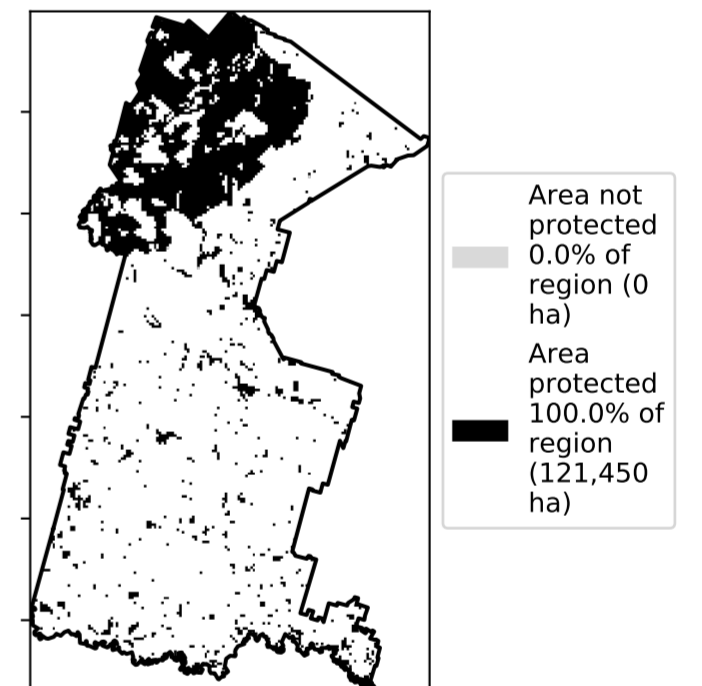 Area not
protected
0.0% of
region (0
ha)
Area
protected
100.0% of
region
(121,450
ha)